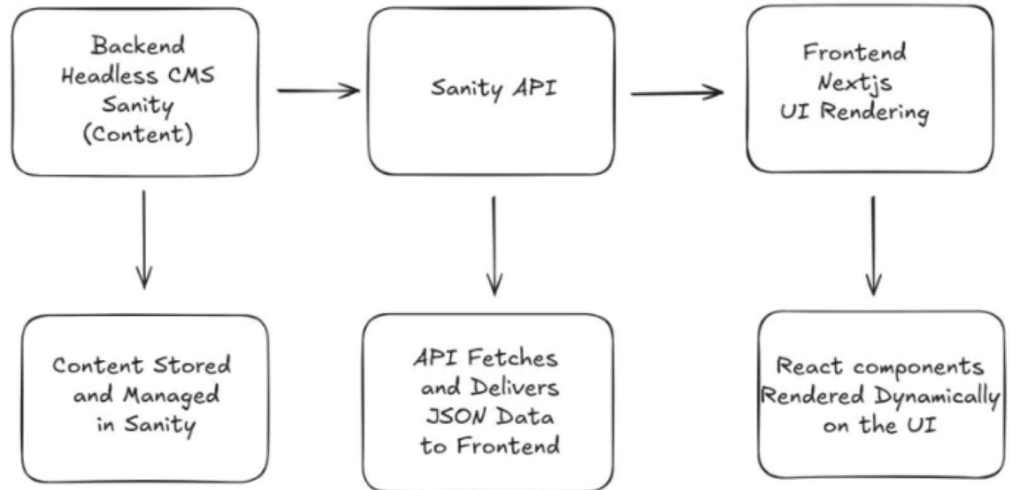 Backend
Headless CMS
Sanity
(Content)
Sanity API
Frontend
Nextjs
UI Rendering
Content Stored
and Managed
in Sanity
API Fetches
and Delivers
JSON Data
to Frontend
React components
Rendered Dynamically
on the UI